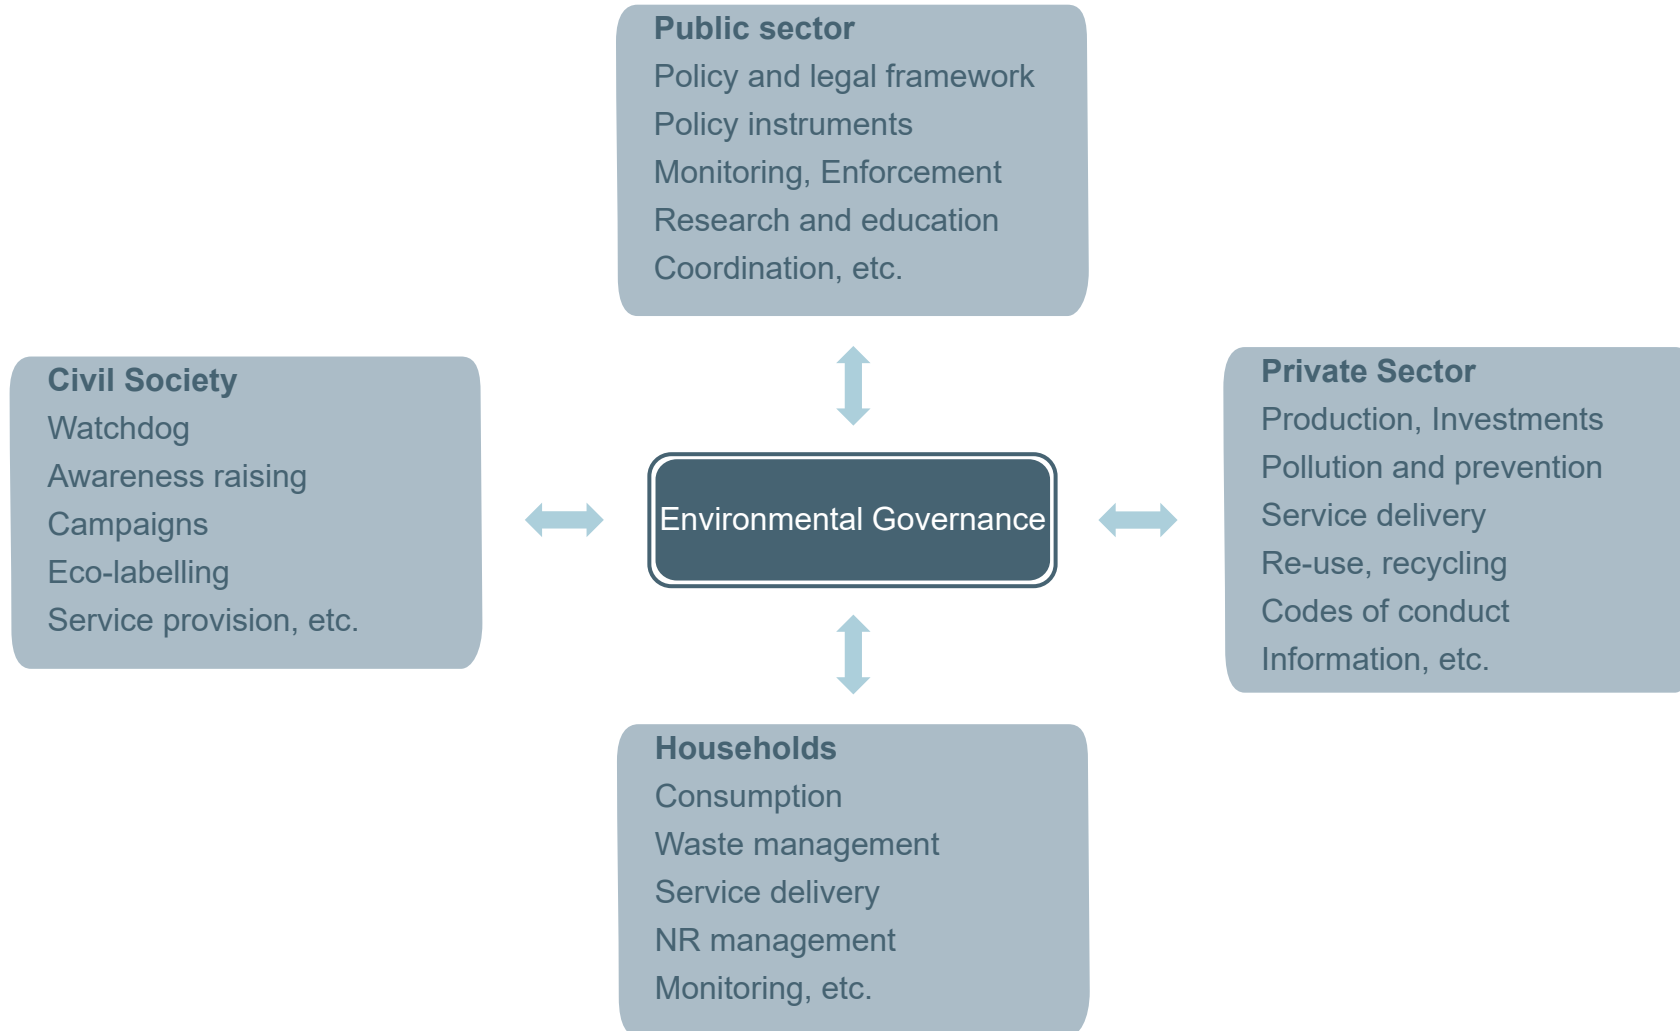 Public sector
Policy and legal framework
Policy instruments
Monitoring, Enforcement
Research and education
Coordination, etc.
Civil Society
Watchdog
Awareness raising
Campaigns
Eco-labelling
Service provision, etc.
Environmental Governance
Private Sector
Production, Investments
Pollution and prevention
Service delivery
Re-use, recycling
Codes of conduct
Information, etc.
Households
Consumption
Waste management
Service delivery
NR management
Monitoring, etc.